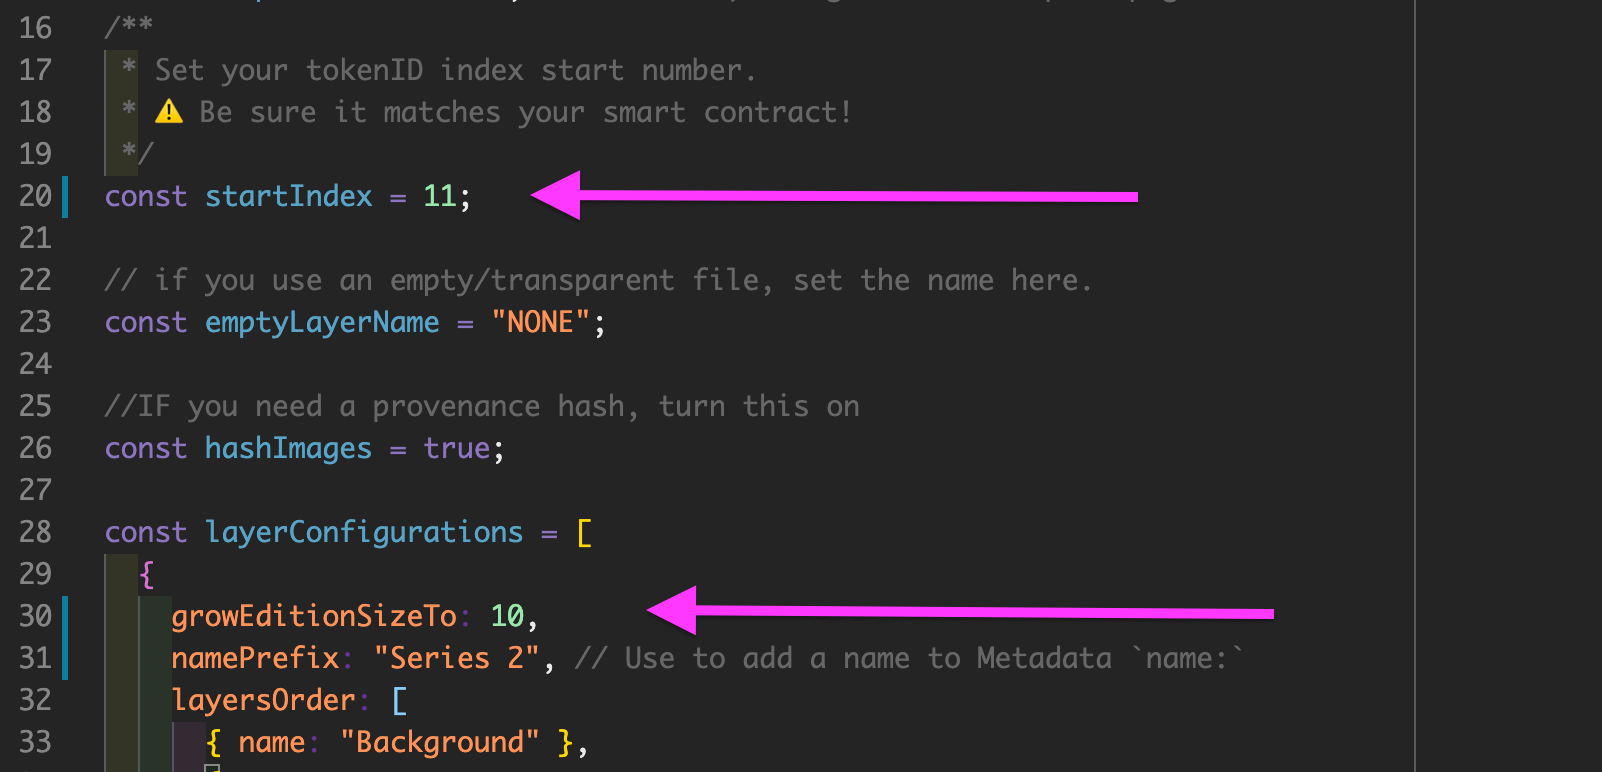 16 /**
17  * Set your tokenID index start number.
18  * ⚠️ Be sure it matches your smart contract!
19  */
20 const startIndex = 11;
21
22 // if you use an empty/transparent file, set the name here.
23 const emptyLayerName = "NONE";
24
25 //IF you need a provenance hash, turn this on
26 const hashImages = true;
27
28 const layerConfigurations = [
29   {
30     growEditionSizeTo: 10,
31     namePrefix: "Series 2", // Use to add a name to Metadata `name:`
32     layersOrder: [
33       { name: "Background" },